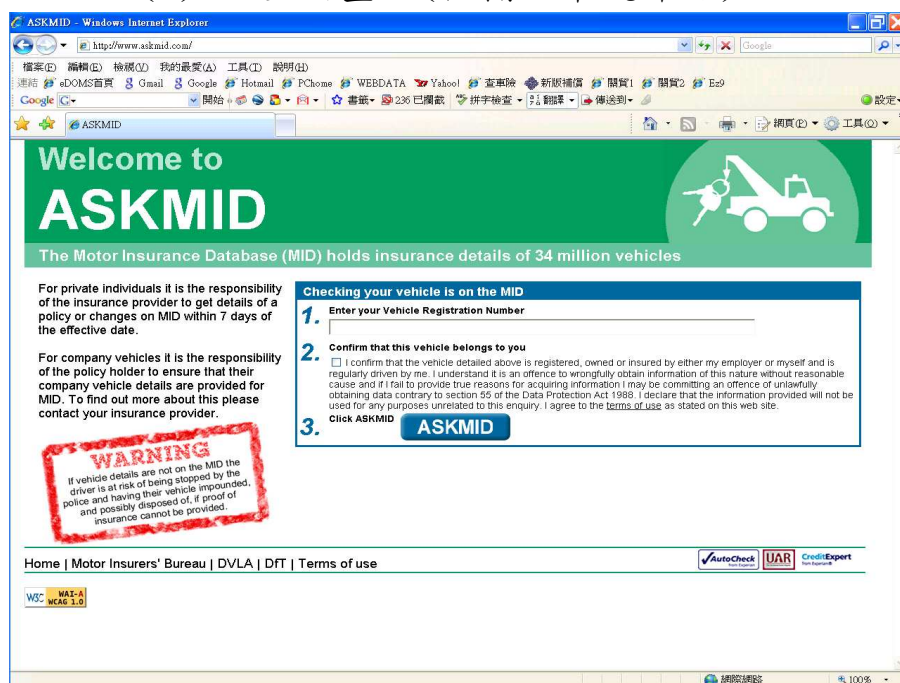 ASKMID - Windows Internet Explorer
http://www.askmid.com/
Google
檔案(F) 編輯(E) 檢視(V) 我的最愛(A) 工具(T) 說明(H)
連結 eDOMS首頁 Gmail Google Hotmail PChome WEBDATA Yahoo! 查車險 新版補償 關貿1 關貿2 Ez9
Google 開始 書籤 236 已攔截 拼字檢查 翻譯 傳送到 設定
ASKMID 網頁(P) 工具(O)
Welcome to
ASKMID
The Motor Insurance Database (MID) holds insurance details of 34 million vehicles
For private individuals it is the responsibility
of the insurance provider to get details of a
policy or changes on MID within 7 days of
the effective date.
For company vehicles it is the responsibility
of the policy holder to ensure that their
company vehicle details are provided for
MID. To find out more about this please
contact your insurance provider.
WARNING
If vehicle details are not on the MID the
driver is at risk of being stopped by the
police and having their vehicle impounded,
and possibly disposed of, if proof of
insurance cannot be provided.
Checking your vehicle is on the MID
1. Enter your Vehicle Registration Number
2. Confirm that this vehicle belongs to you
I confirm that the vehicle detailed above is registered, owned or insured by either my employer or myself and is
regularly driven by me. I understand it is an offence to wrongfully obtain information of this nature without reasonable
cause and if I fail to provide true reasons for acquiring information I may be committing an offence of unlawfully
obtaining data contrary to section 55 of the Data Protection Act 1988. I declare that the information provided will not be
used for any purposes unrelated to this enquiry. I agree to the terms of use as stated on this web site.
3. Click ASKMID ASKMID
Home | Motor Insurers' Bureau | DVLA | DfT | Terms of use
AutoCheck UAR CreditExpert
W3C WAI-A
WCAG 1.0
網際網路 100%